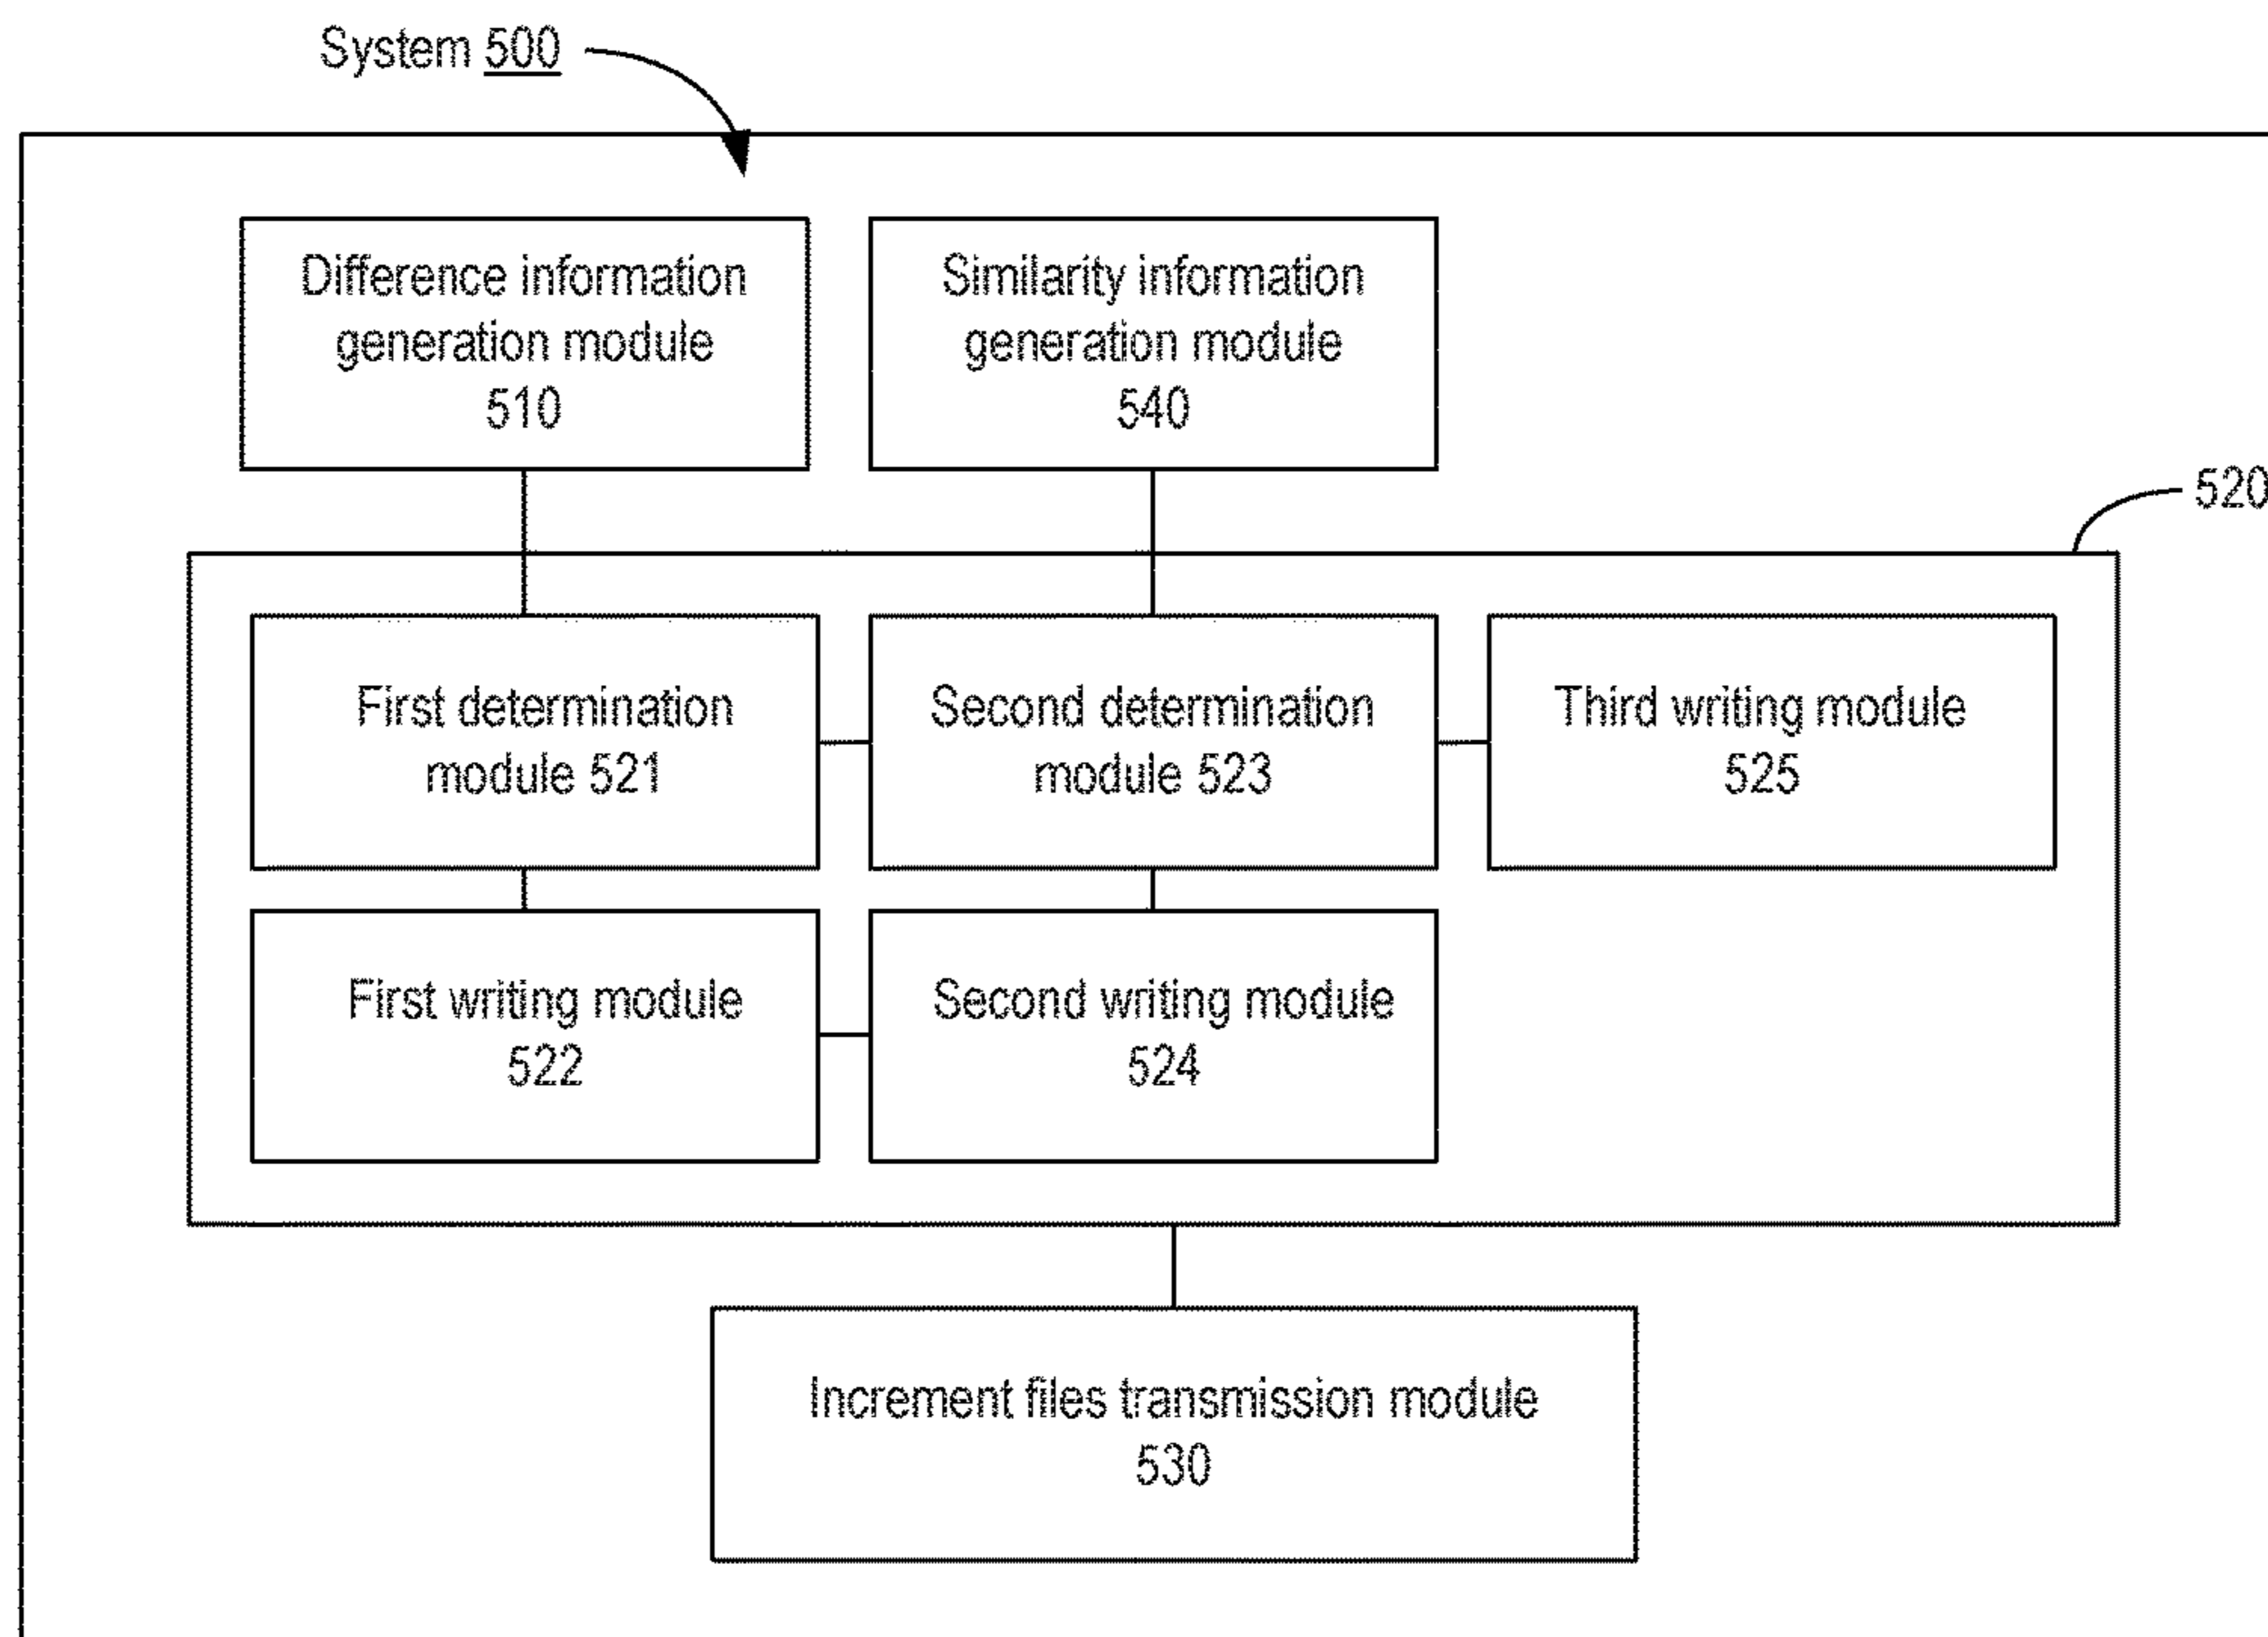 System 500
Difference information
generation module
510
Similarity information
generation module
540
520
First determination
module 521
Second determination
module 523
Third writing module
525
First writing module
522
Second writing module
524
Increment files transmission module
530